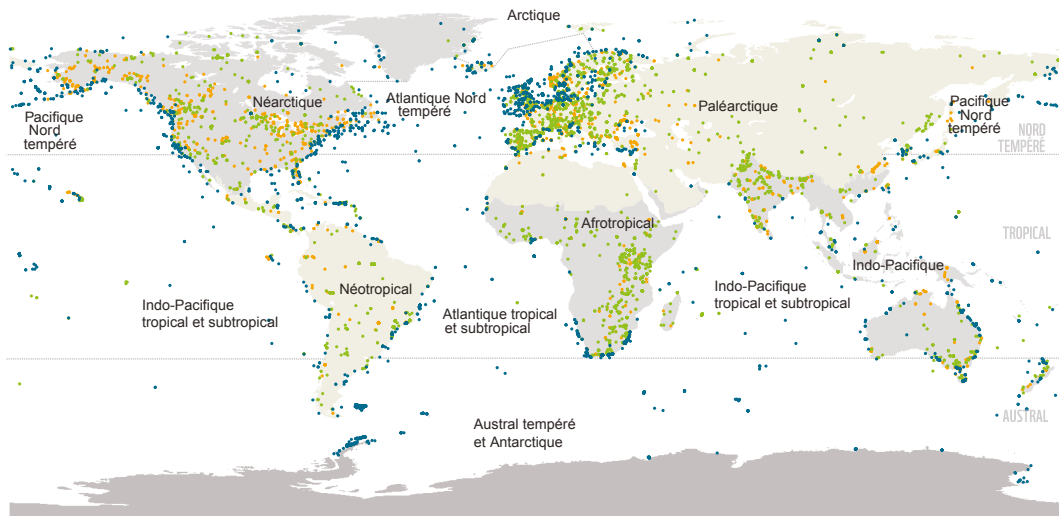 Arctique
Néarctique
Atlantique Nord
tempéré
Paléarctique
Pacifique
Nord
tempéré
Pacifique
Nord
tempéré
NORD
TEMPÉRÉ
Afrotropical
TROPICAL
Indo-Pacifique
Néotropical
Indo-Pacifique
tropical et subtropical
Atlantique tropical
et subtropical
Indo-Pacifique
tropical et subtropical
AUSTRAL
Austral tempéré
et Antarctique